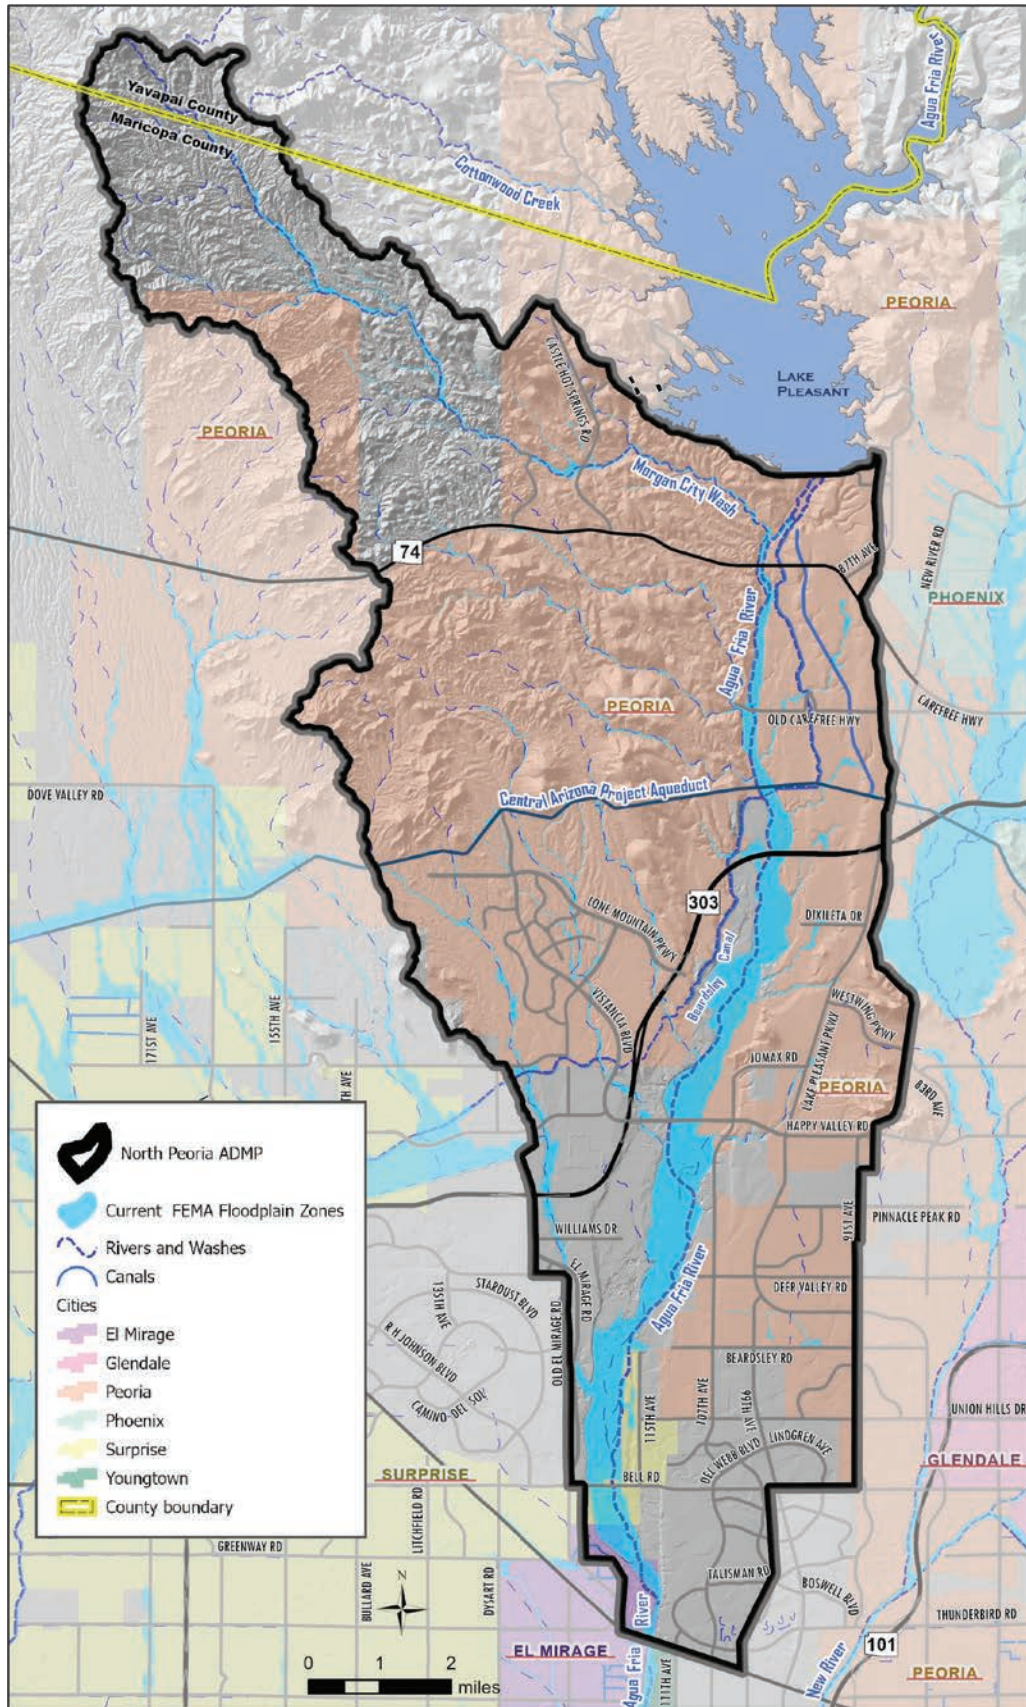 Yavapai County
Maricopa County
Cottonwood Creek
Agua Fria River
PEORIA
LAKE
PLEASANT
CASTLE HOT SPRINGS RD
PEORIA
Morgan City Wash
74
87TH AVE
NEW RIVER RD
PHOENIX
Agua Fria River
PEORIA
OLD CAREFREE HWY
CAREFREE HWY
DOVE VALLEY RD
Central Arizona Project Aqueduct
303
LONE MOUNTAIN PKWY
DIXILETA DR
Beardsley Canal
VISTANCIA BLVD
WESTWING PKWY
LAKE PLEASANT PKWY
171ST AVE
155TH AVE
JOMAX RD
PEORIA
83RD AVE
HAPPY VALLEY RD
91ST AVE
PINNACLE PEAK RD
WILLIAMS DR
EL MIRAGE RD
OLD EL MIRAGE RD
Agua Fria River
DEER VALLEY RD
135TH AVE
STARDUST BLVD
R H JOHNSON BLVD
CAMINO DEL SOL
BEARDSLEY RD
115TH AVE
107TH AVE
99TH AVE
UNION HILLS DR
DEL WEBB BLVD
LINDGREN AVE
GLENDALE
SURPRISE
BELL RD
GREENWAY RD
LITCHFIELD RD
BULLARD AVE
DYSART RD
TALISMAN RD
BOSWELL BLVD
THUNDERBIRD RD
EL MIRAGE
Agua Fria River
111TH AVE
New River
101
PEORIA
North Peoria ADMP
Current FEMA Floodplain Zones
Rivers and Washes
Canals
Cities
El Mirage
Glendale
Peoria
Phoenix
Surprise
Youngtown
County boundary
N
0 1 2
miles